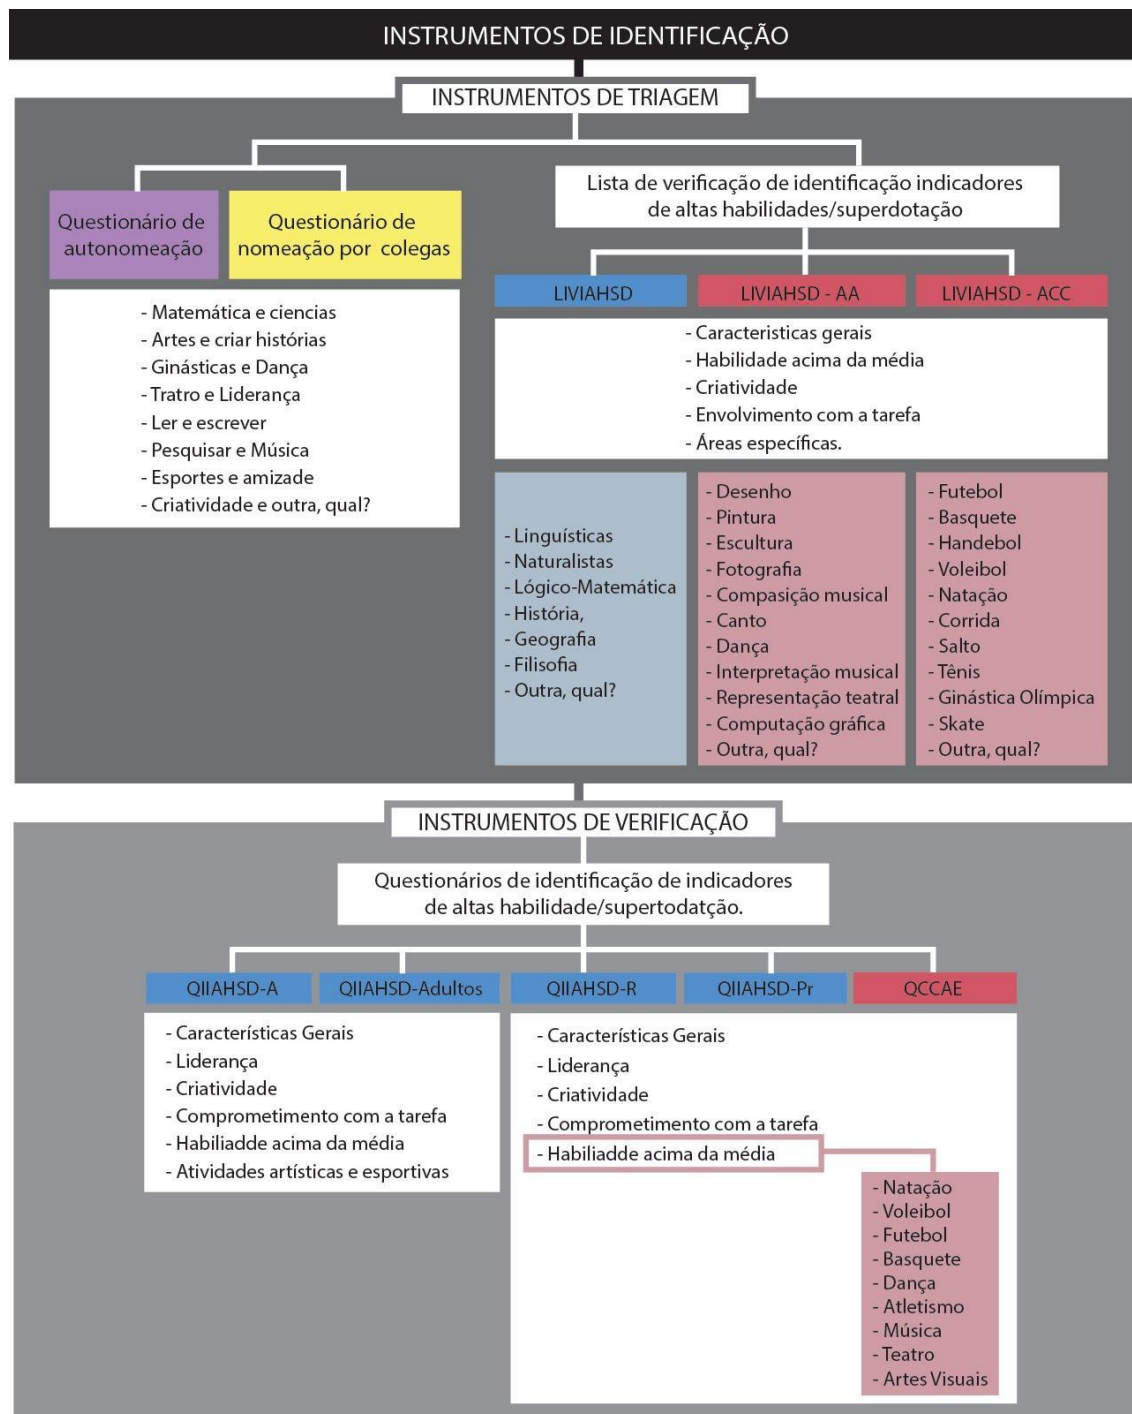 INSTRUMENTOS DE IDENTIFICAÇÃO
INSTRUMENTOS DE TRIAGEM
Questionário de
autonomeação
Questionário de
nomeação por colegas
- Matemática e ciencias
- Artes e criar histórias
- Ginásticas e Dança
- Tratro e Liderança
- Ler e escrever
- Pesquisar e Música
- Esportes e amizade
- Criatividade e outra, qual?
Lista de verificação de identificação indicadores
de altas habilidades/superdotação
LIVIAHSD
LIVIAHSD - AA
LIVIAHSD - ACC
- Caracteristicas gerais
- Habilidade acima da média
- Criatividade
- Envolvimento com a tarefa
- Áreas específicas.
- Linguísticas
- Naturalistas
- Lógico-Matemática
- História,
- Geografia
- Filisofia
- Outra, qual?
- Desenho
- Pintura
- Escultura
- Fotografia
- Compasição musical
- Canto
- Dança
- Interpretação musical
- Representação teatral
- Computação gráfica
- Outra, qual?
- Futebol
- Basquete
- Handebol
- Voleibol
- Natação
- Corrida
- Salto
- Tênis
- Ginástica Olímpica
- Skate
- Outra, qual?
INSTRUMENTOS DE VERIFICAÇÃO
Questionários de identificação de indicadores
de altas habilidade/supertodatção.
QIIAHSD-A
QIIAHSD-Adultos
QIIAHSD-R
QIIAHSD-Pr
QCCAE
- Características Gerais
- Liderança
- Criatividade
- Comprometimento com a tarefa
- Habiliadde acima da média
- Atividades artísticas e esportivas
- Características Gerais
- Liderança
- Criatividade
- Comprometimento com a tarefa
- Habiliadde acima da média
- Natação
- Voleibol
- Futebol
- Basquete
- Dança
- Atletismo
- Música
- Teatro
- Artes Visuais